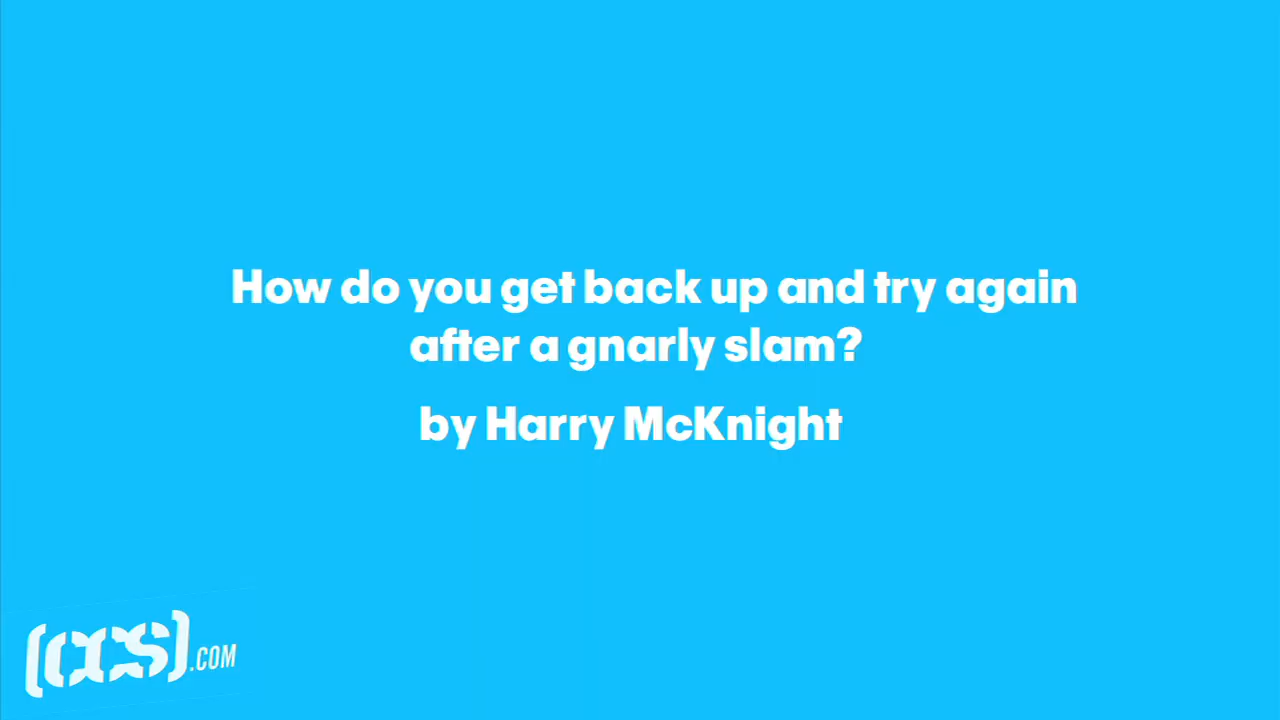 How do you get back up and try again
after a gnarly slam?
by Harry McKnight
(ccs).COM